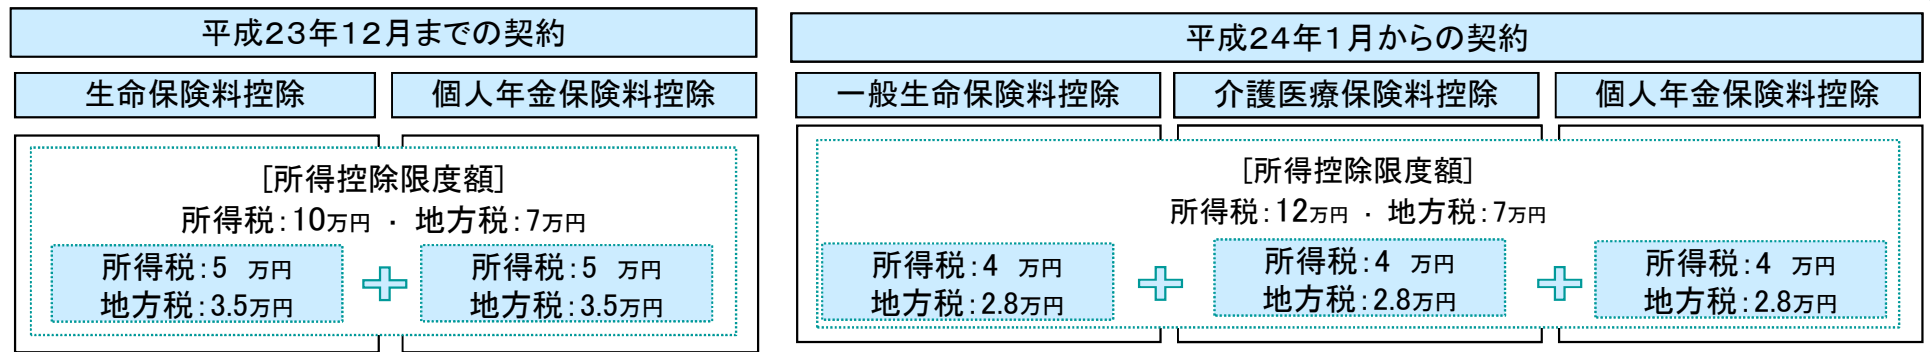 平成23年12月までの契約
生命保険料控除
個人年金保険料控除
[所得控除限度額]
所得税:10万円 ・ 地方税:7万円
所得税:5 万円
地方税:3.5万円
所得税:5 万円
地方税:3.5万円
平成24年1月からの契約
一般生命保険料控除
介護医療保険料控除
個人年金保険料控除
[所得控除限度額]
所得税:12万円 ・ 地方税:7万円
所得税:4 万円
地方税:2.8万円
所得税:4 万円
地方税:2.8万円
所得税:4 万円
地方税:2.8万円